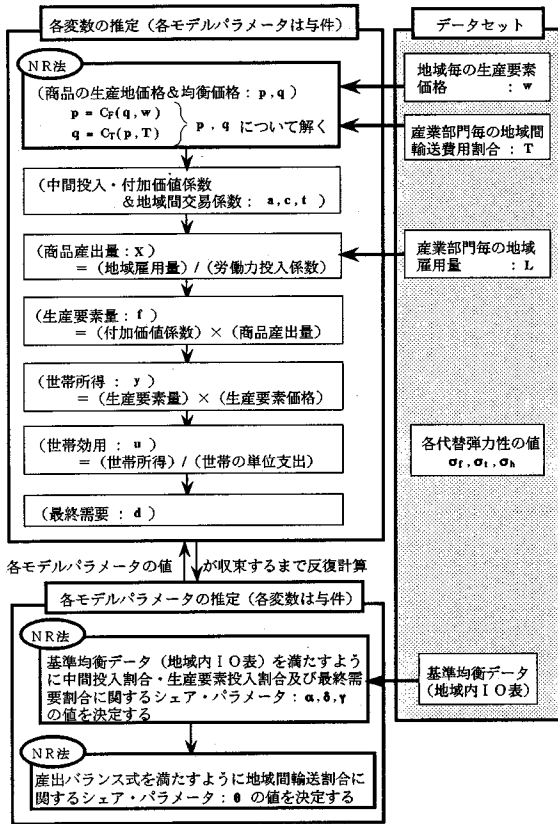 各変数の推定（各モデルパラメータは与件）
NR法
（商品の生産地価格＆均衡価格：p,q）
p = CF(q,w)
q = CT(p,T)
p，q について解く
（中間投入・付加価値係数
＆地域間交易係数：a,c,t ）
（商品産出量：X）
＝（地域雇用量）／（労働力投入係数）
（生産要素量：f）
＝（付加価値係数）×（商品産出量）
（世帯所得：y）
＝（生産要素量）×（生産要素価格）
（世帯効用：u）
＝（世帯所得）／（世帯の単位支出）
（最終需要：d）
各モデルパラメータの値
が収束するまで反復計算
各モデルパラメータの推定（各変数は与件）
NR法
基準均衡データ（地域内ＩＯ表）を満たすよう
に中間投入割合・生産要素投入割合及び最終需
要割合に関するシェア・パラメータ：α,δ,γ
の値を決定する
NR法
産出バランス式を満たすように地域間輸送割合に
関するシェア・パラメータ：θ の値を決定する
データセット
地域毎の生産要素
価格　：w
産業部門毎の地域間
輸送費用割合：T
産業部門毎の地域
雇用量　：L
各代替弾力性の値
σf,σt,σh
基準均衡データ
（地域内ＩＯ表）